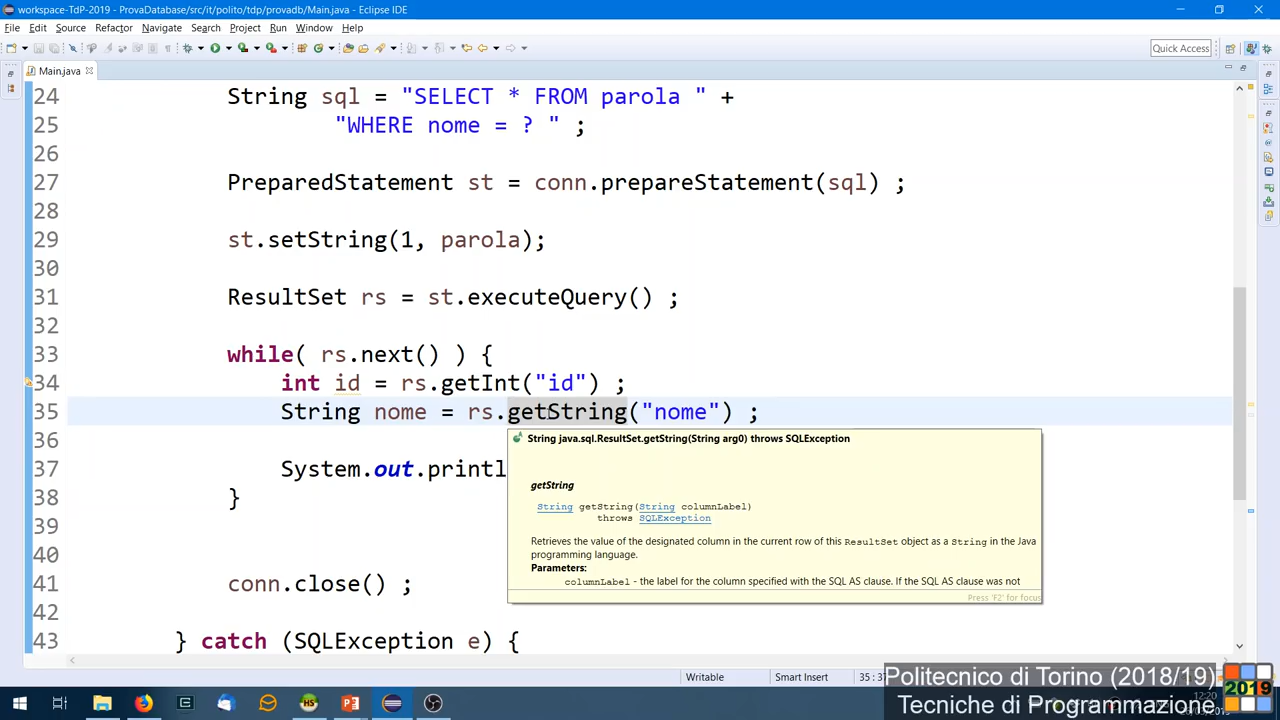 workspace-TdP-2019 - ProvaDatabase/src/it/polito/tdp/provadb/Main.java - Eclipse IDE
File Edit Source Refactor Navigate Search Project Run Window Help
Quick Access
Main.java
24 String sql = "SELECT * FROM parola " +
25 "WHERE nome = ? " ;
26
27 PreparedStatement st = conn.prepareStatement(sql) ;
28
29 st.setString(1, parola);
30
31 ResultSet rs = st.executeQuery() ;
32
33 while( rs.next() ) {
34 int id = rs.getInt("id") ;
35 String nome = rs.getString("nome") ;
36
String java.sql.ResultSet.getString(String arg0) throws SQLException
37 System.out.printl
38 }
39
40
41 conn.close() ;
42
43 } catch (SQLException e) {
getString
String getString(String columnLabel)
throws SQLException
Retrieves the value of the designated column in the current row of this ResultSet object as a String in the Java
programming language.
Parameters:
columnLabel - the label for the column specified with the SQL AS clause. If the SQL AS clause was not
Press 'F2' for focus
Writable Smart Insert
Politecnico di Torino (2018/19)
Tecniche di Programmazione
2019
12:20